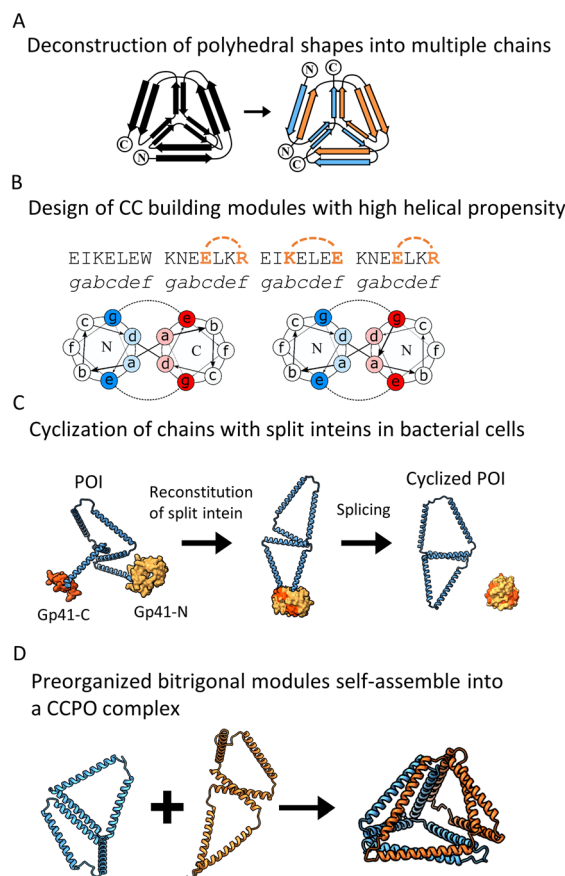 A
Deconstruction of polyhedral shapes into multiple chains
N
C
C
N
N
C
B
Design of CC building modules with high helical propensity
EIKELEW KNEELKR EIKELEE KNEELKR
gabcdef gabcdef gabcdef gabcdef
g e g g
c d a b c d d b
f N C f f N N f
b a d c b a a c
e g e e
C
Cyclization of chains with split inteins in bacterial cells
POI
Reconstitution
of split intein
Splicing
Cyclized POI
Gp41-C
Gp41-N
D
Preorganized bitrigonal modules self-assemble into
a CCPO complex